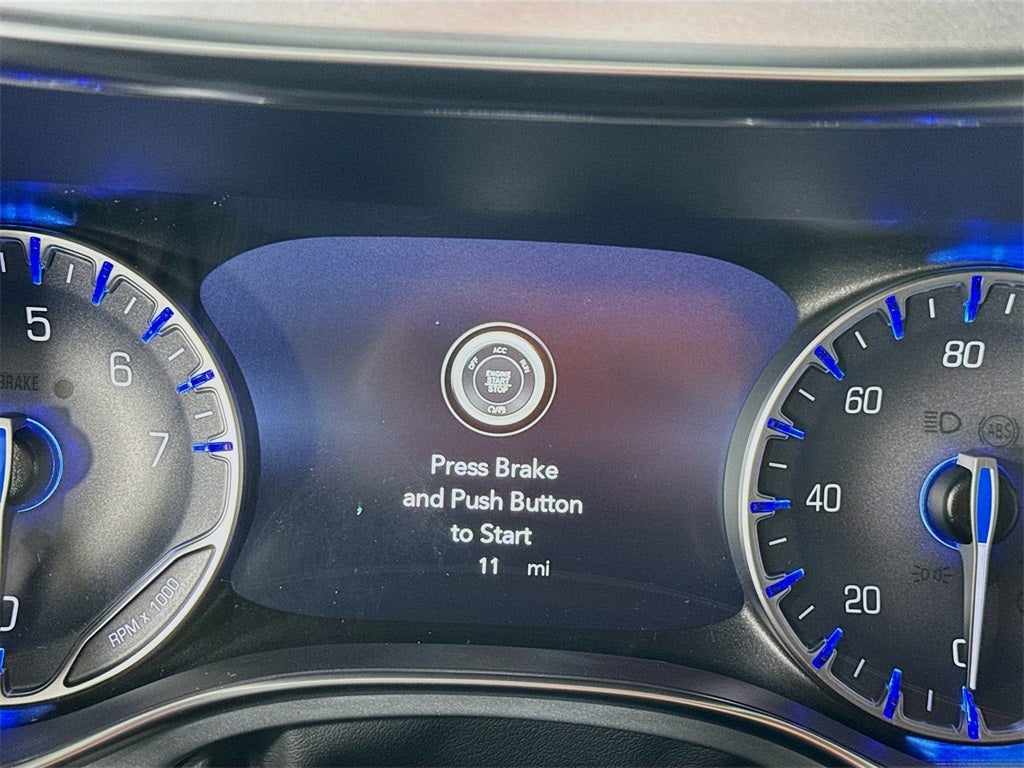 5
6
7
BRAKE
0
RPM x 1000
OFF ACC RUN
ENGINE
START
STOP
Press Brake
and Push Button
to Start
11 mi
80
60
40
20
0
ABS